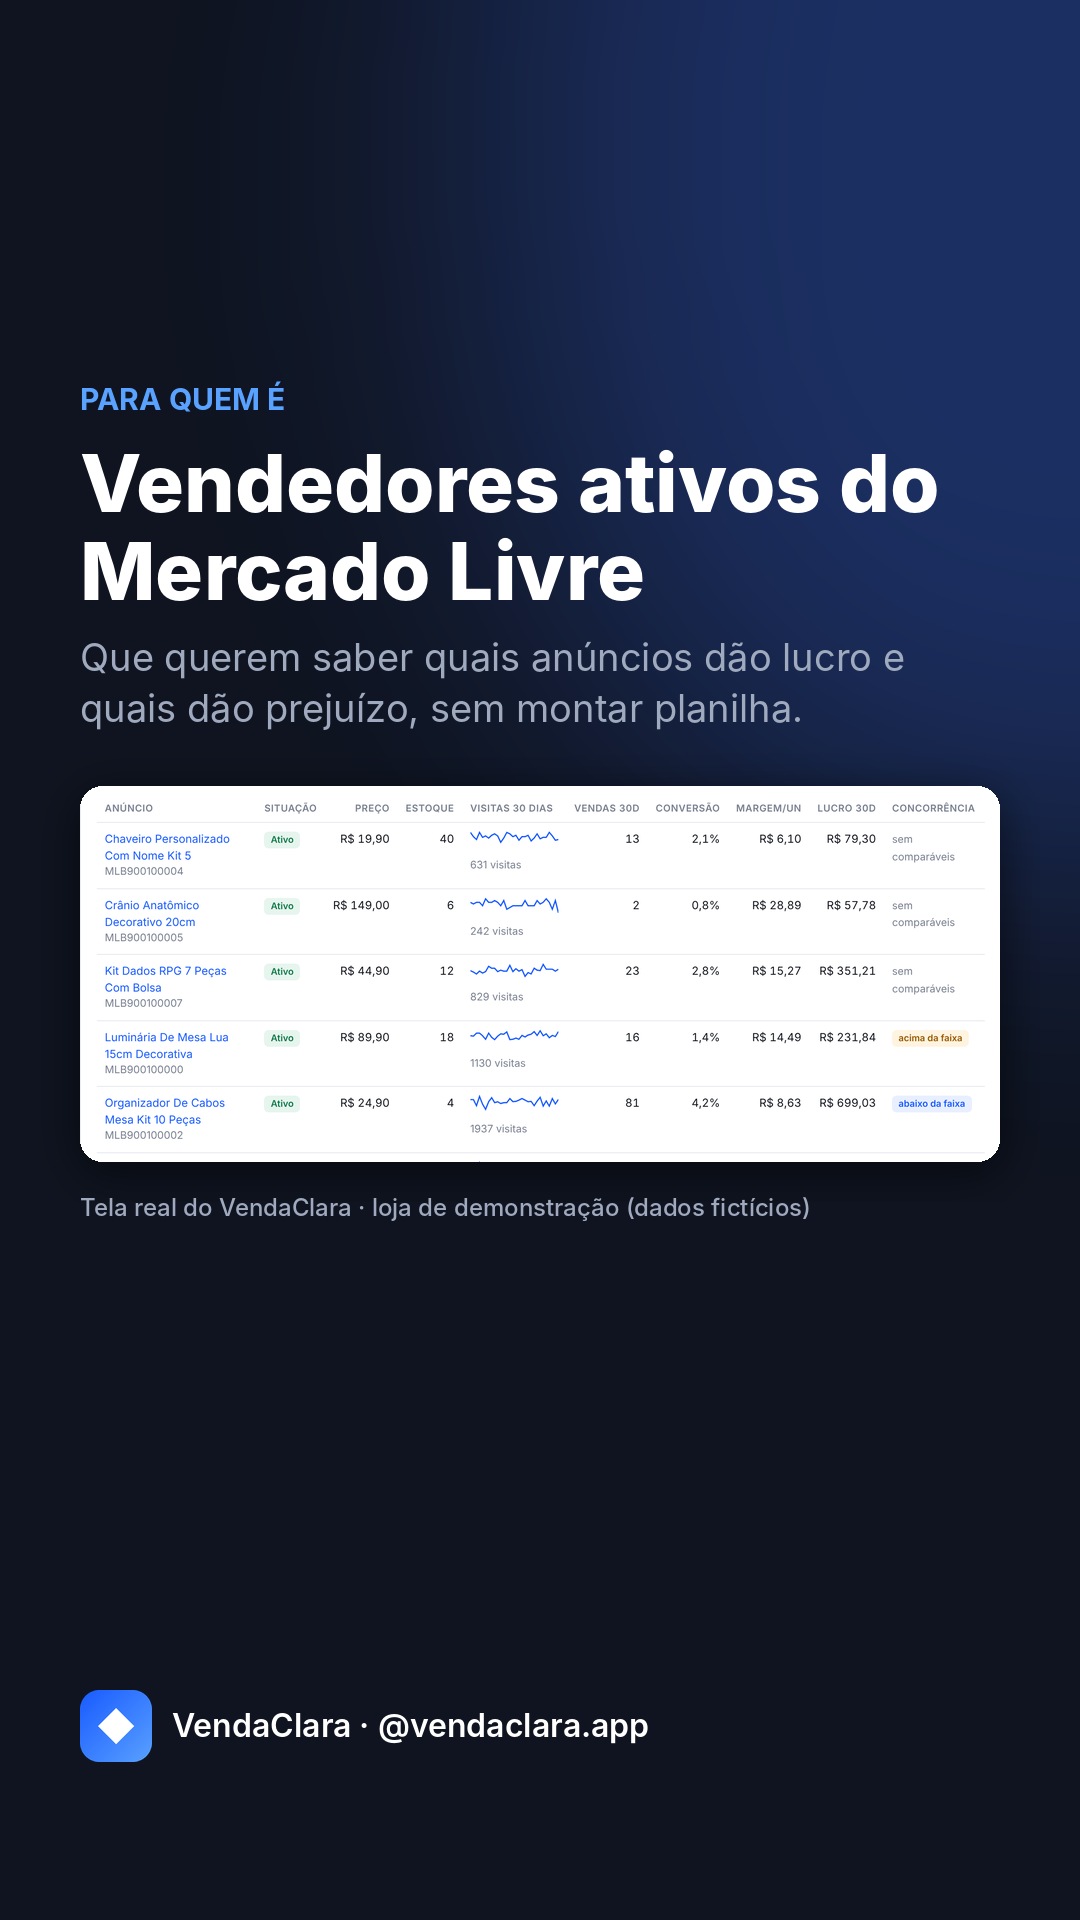 PARA QUEM É
Vendedores ativos do
Mercado Livre
Que querem saber quais anúncios dão lucro e
quais dão prejuízo, sem montar planilha.
ANÚNCIO SITUAÇÃO PREÇO ESTOQUE VISITAS 30 DIAS VENDAS 30D CONVERSÃO MARGEM/UN LUCRO 30D CONCORRÊNCIA
Chaveiro Personalizado Ativo R$ 19,90 40 13 2,1% R$ 6,10 R$ 79,30 sem
Com Nome Kit 5 comparáveis
MLB900100004 631 visitas
Crânio Anatômico Ativo R$ 149,00 6 2 0,8% R$ 28,89 R$ 57,78 sem
Decorativo 20cm comparáveis
MLB900100005 242 visitas
Kit Dados RPG 7 Peças Ativo R$ 44,90 12 23 2,8% R$ 15,27 R$ 351,21 sem
Com Bolsa comparáveis
MLB900100007 829 visitas
Luminária De Mesa Lua Ativo R$ 89,90 18 16 1,4% R$ 14,49 R$ 231,84 acima da faixa
15cm Decorativa
MLB900100000 1130 visitas
Organizador De Cabos Ativo R$ 24,90 4 81 4,2% R$ 8,63 R$ 699,03 abaixo da faixa
Mesa Kit 10 Peças
MLB900100002 1937 visitas
Tela real do VendaClara · loja de demonstração (dados fictícios)
VendaClara · @vendaclara.app